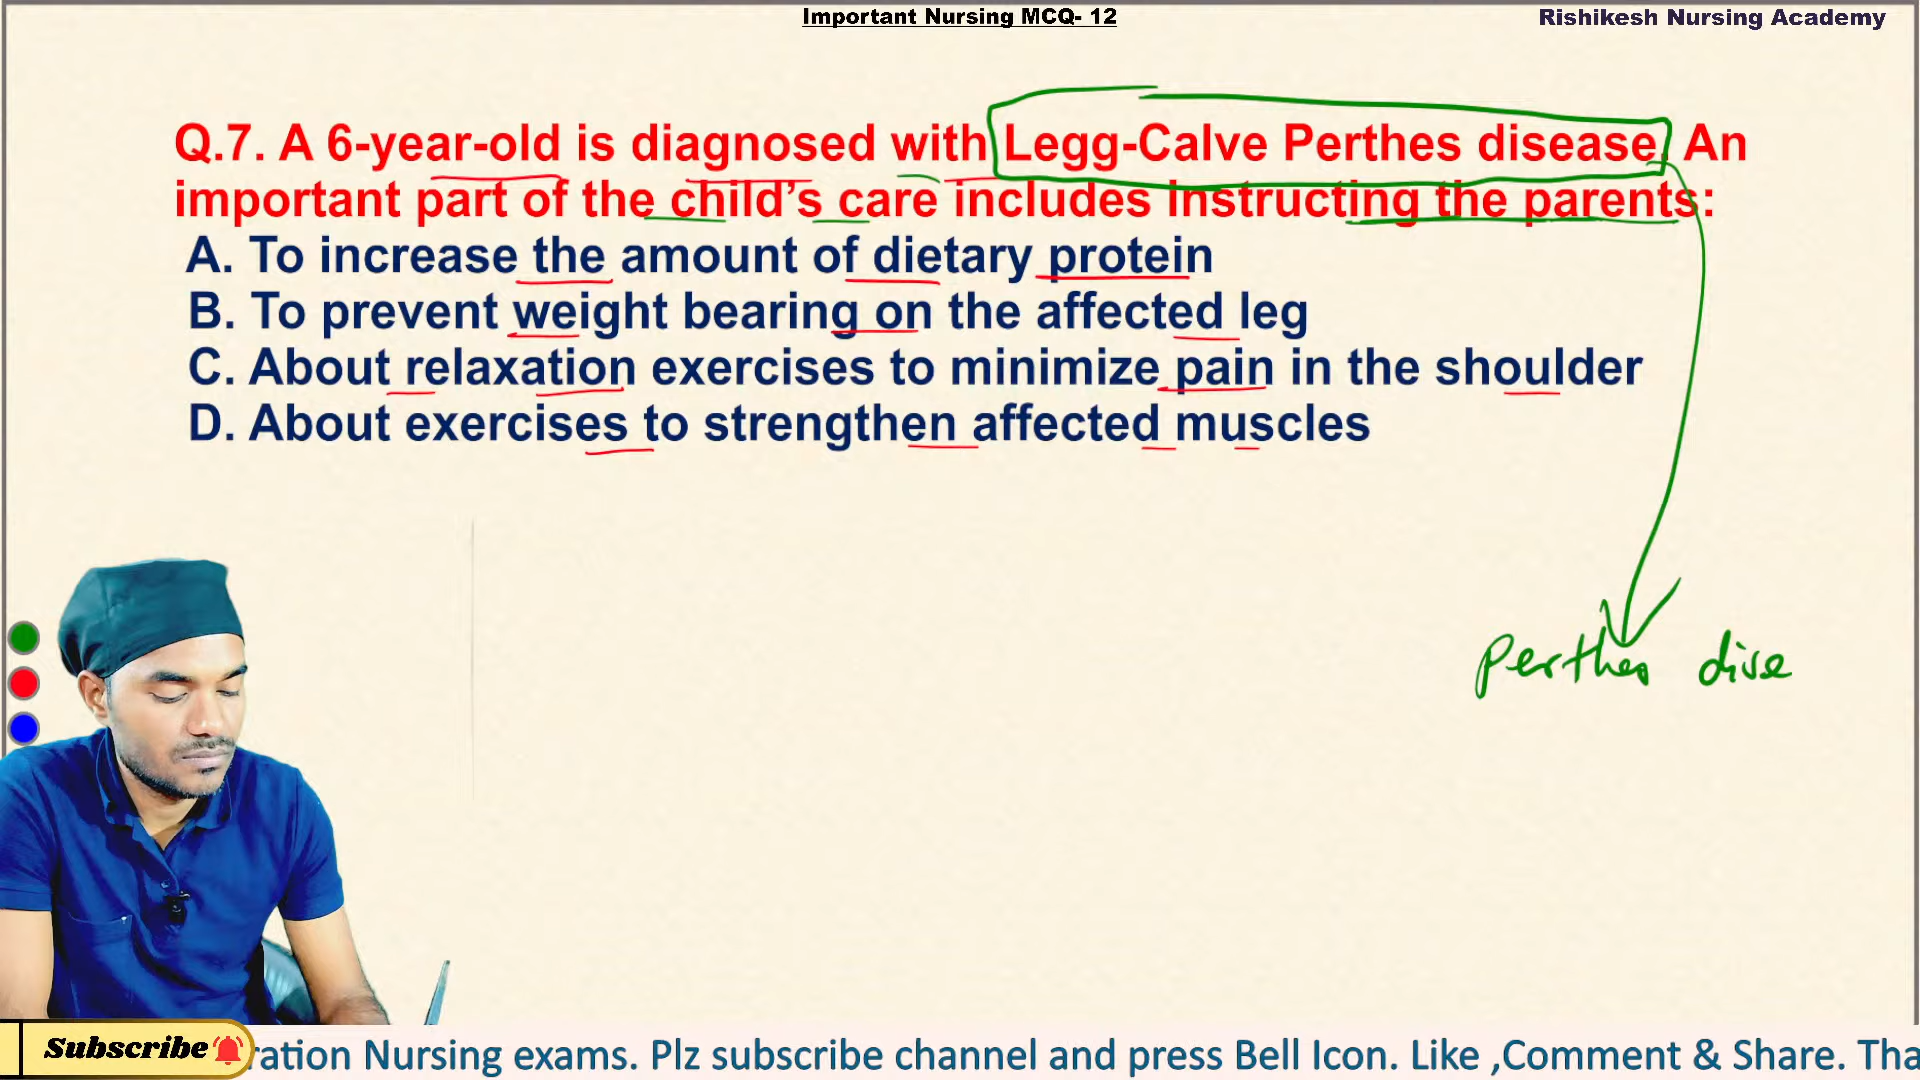 Important Nursing MCQ- 12
Rishikesh Nursing Academy
Q.7. A 6-year-old is diagnosed with Legg-Calve Perthes disease. An
important part of the child’s care includes instructing the parents:
A. To increase the amount of dietary protein
B. To prevent weight bearing on the affected leg
C. About relaxation exercises to minimize pain in the shoulder
D. About exercises to strengthen affected muscles
Perthes dise
Subscribe
ration Nursing exams. Plz subscribe channel and press Bell Icon. Like ,Comment & Share. Tha